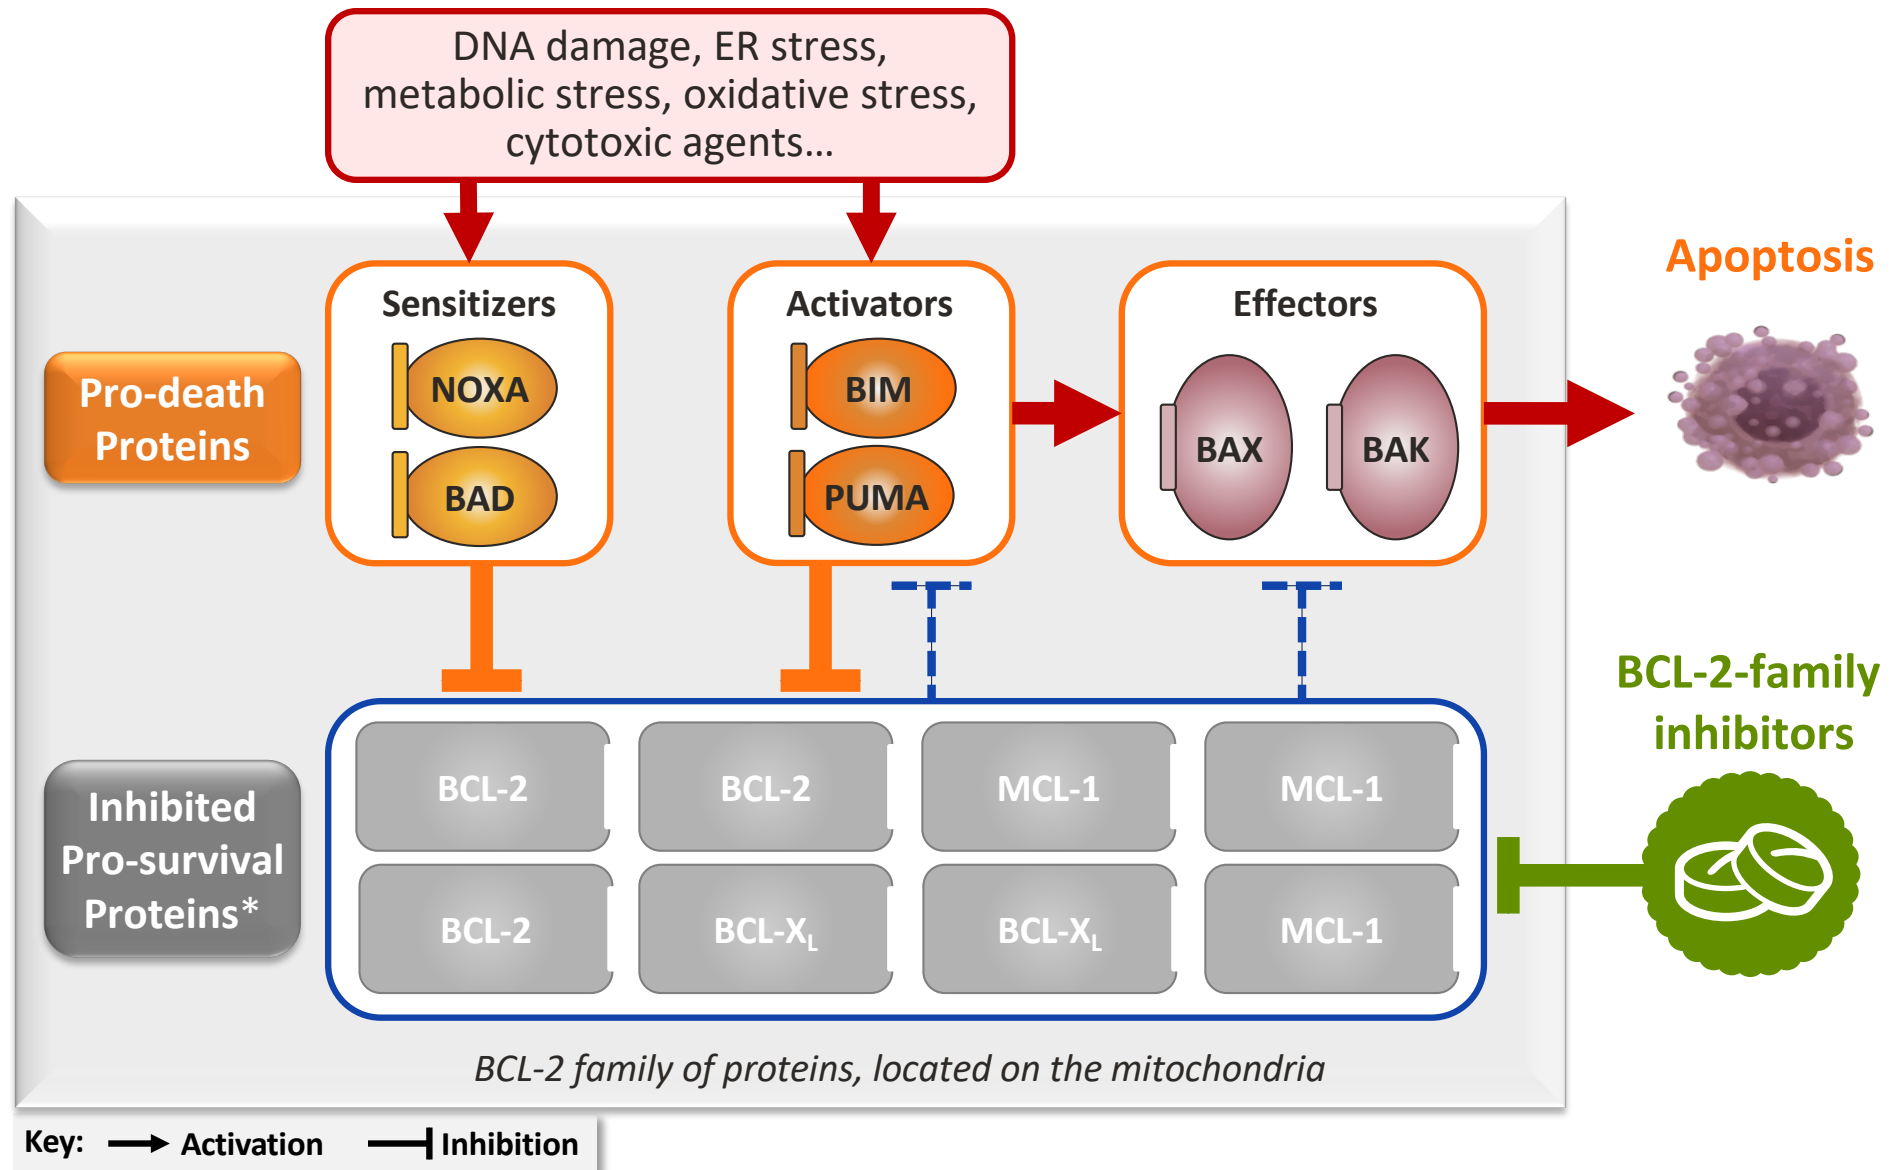 DNA damage, ER stress,
metabolic stress, oxidative stress,
cytotoxic agents...
Apoptosis
Sensitizers
NOXA
BAD
Activators
BIM
PUMA
Effectors
BAX
BAK
Pro-death
Proteins
BCL-2-family
inhibitors
Inhibited
Pro-survival
Proteins*
BCL-2
BCL-2
MCL-1
MCL-1
BCL-2
BCL-XL
BCL-XL
MCL-1
BCL-2 family of proteins, located on the mitochondria
Key: Activation Inhibition